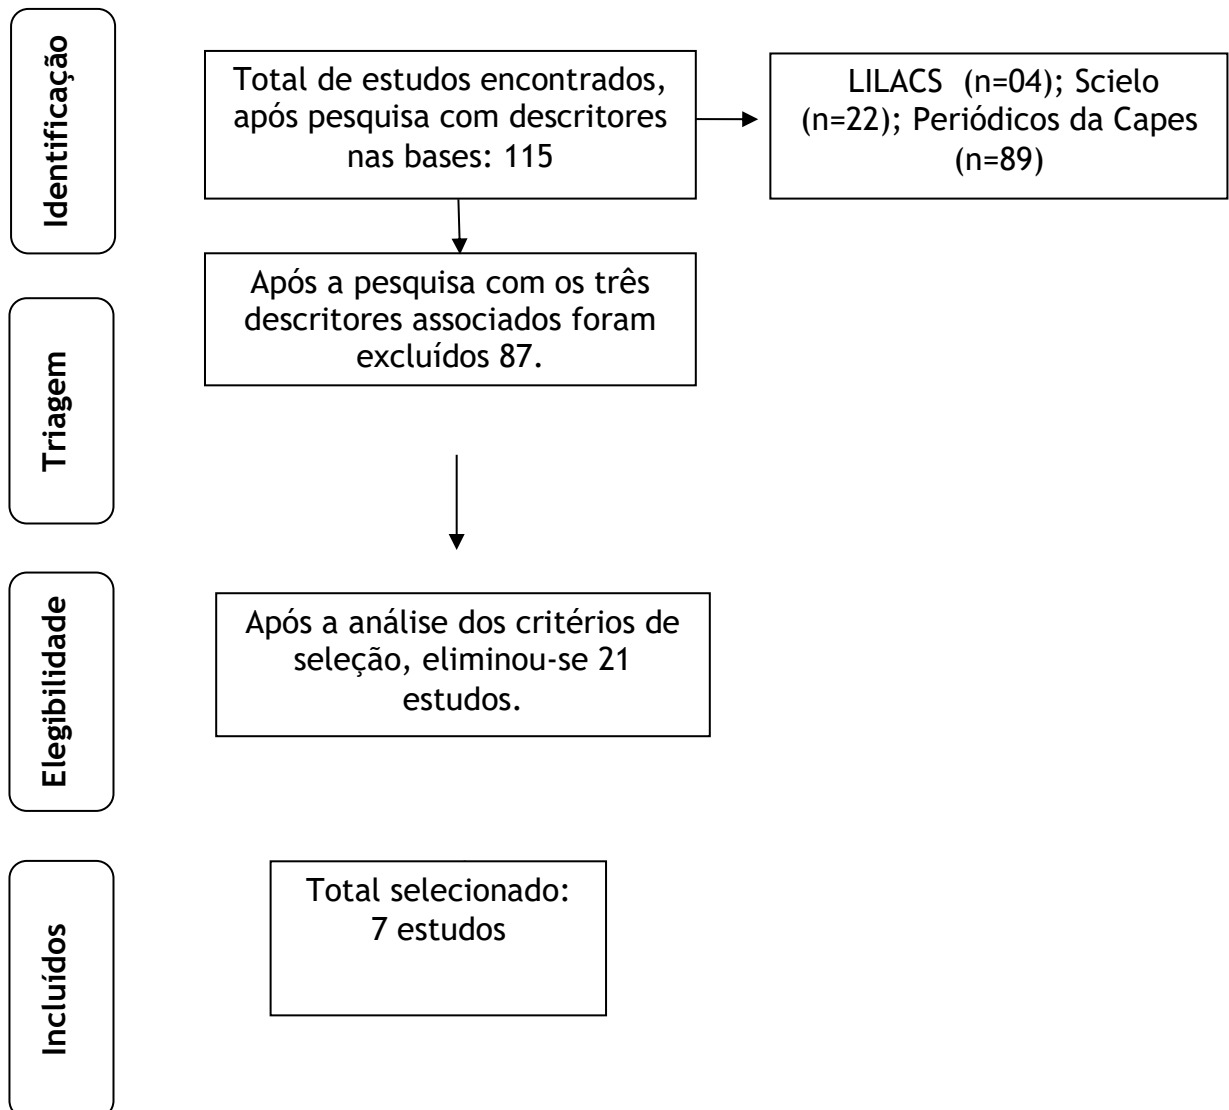 Identificação
Total de estudos encontrados,
após pesquisa com descritores
nas bases: 115
LILACS (n=04); Scielo
(n=22); Periódicos da Capes
(n=89)
Triagem
Após a pesquisa com os três
descritores associados foram
excluídos 87.
Elegibilidade
Após a análise dos critérios de
seleção, eliminou-se 21
estudos.
Incluídos
Total selecionado:
7 estudos